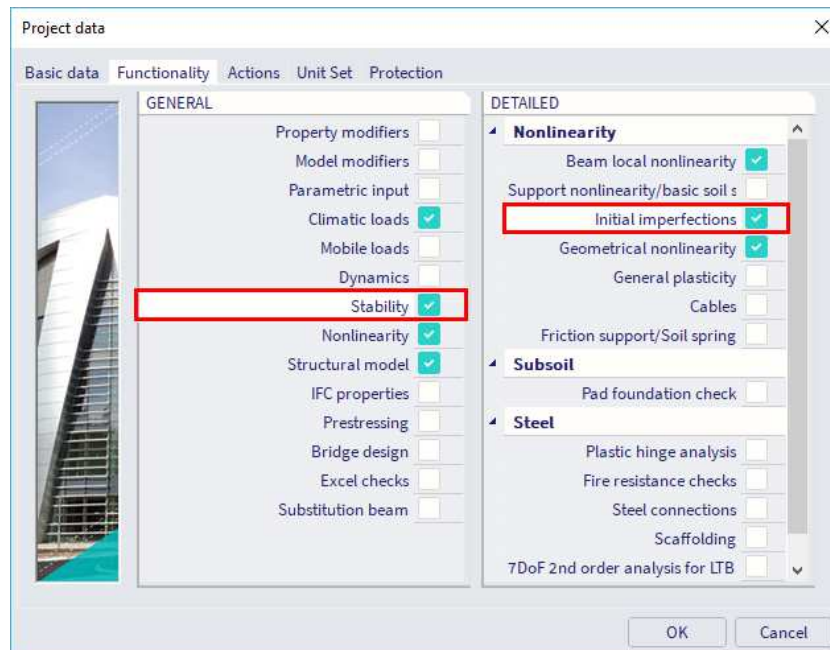 Project data
Basic data Functionality Actions Unit Set Protection
GENERAL
Property modifiers
Model modifiers
Parametric input
Climatic loads
Mobile loads
Dynamics
Stability
Nonlinearity
Structural model
IFC properties
Prestressing
Bridge design
Excel checks
Substitution beam
DETAILED
Nonlinearity
Beam local nonlinearity
Support nonlinearity/basic soil s
Initial imperfections
Geometrical nonlinearity
General plasticity
Cables
Friction support/Soil spring
Subsoil
Pad foundation check
Steel
Plastic hinge analysis
Fire resistance checks
Steel connections
Scaffolding
7DoF 2nd order analysis for LTB
OK Cancel